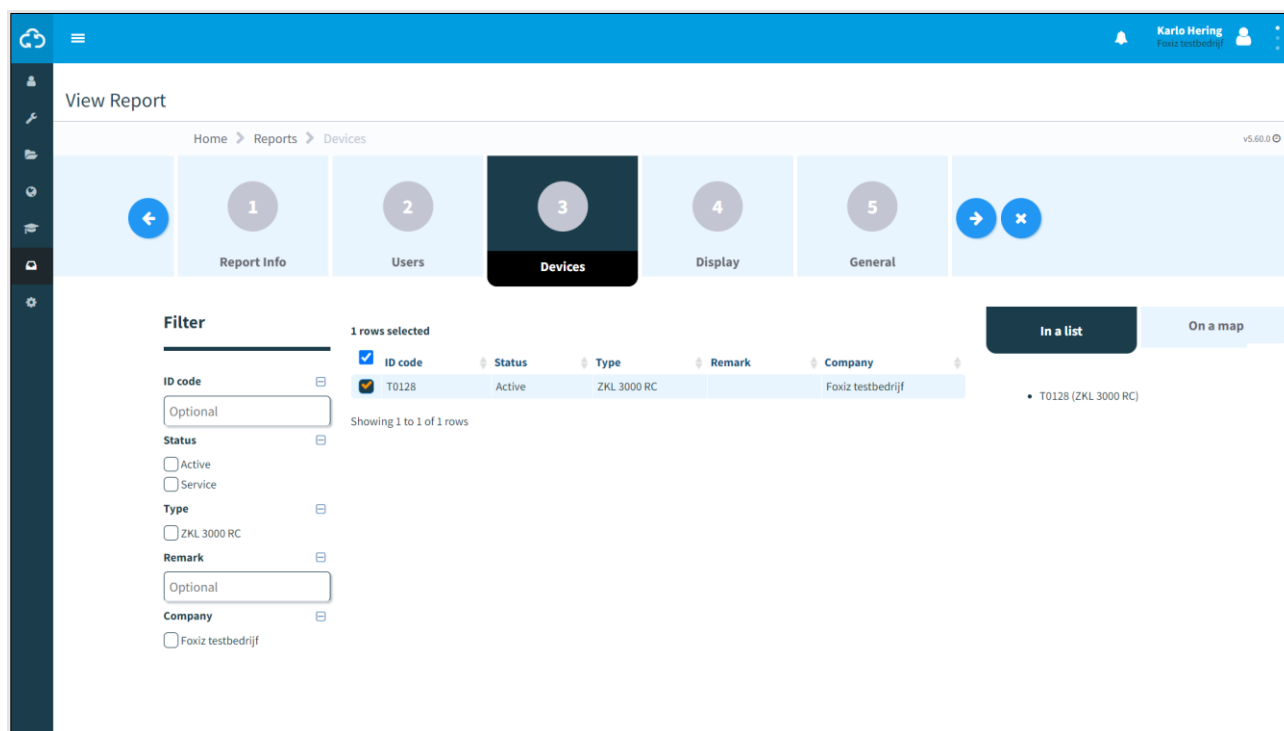 Karlo Hering
Foxiz testbedrijf
View Report
Home Reports Devices
v5.60.0
1
Report Info
2
Users
3
Devices
4
Display
5
General
Filter
ID code
Optional
Status
Active
Service
Type
ZKL 3000 RC
Remark
Optional
Company
Foxiz testbedrijf
1 rows selected
ID code Status Type Remark Company
T0128 Active ZKL 3000 RC Foxiz testbedrijf
Showing 1 to 1 of 1 rows
In a list
On a map
T0128 (ZKL 3000 RC)